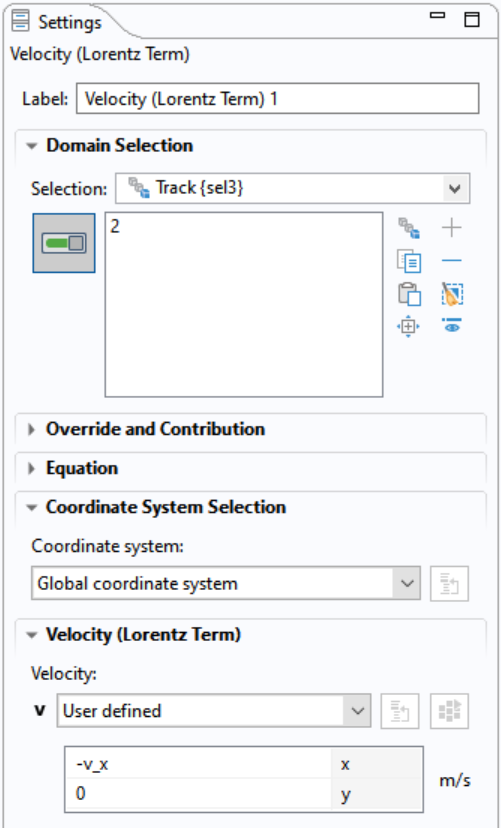 Settings
Velocity (Lorentz Term)
Label: Velocity (Lorentz Term) 1
Domain Selection
Selection: Track {sel3}
2
Override and Contribution
Equation
Coordinate System Selection
Coordinate system:
Global coordinate system
Velocity (Lorentz Term)
Velocity:
v User defined
-v_x x
0 y
m/s